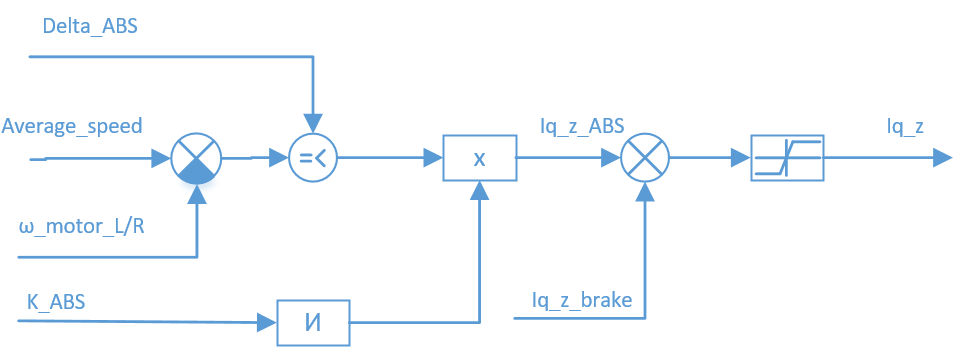 Delta_ABS
Average_speed
=<
x
Iq_z_ABS
Iq_z
ω_motor_L/R
K_ABS
И
Iq_z_brake